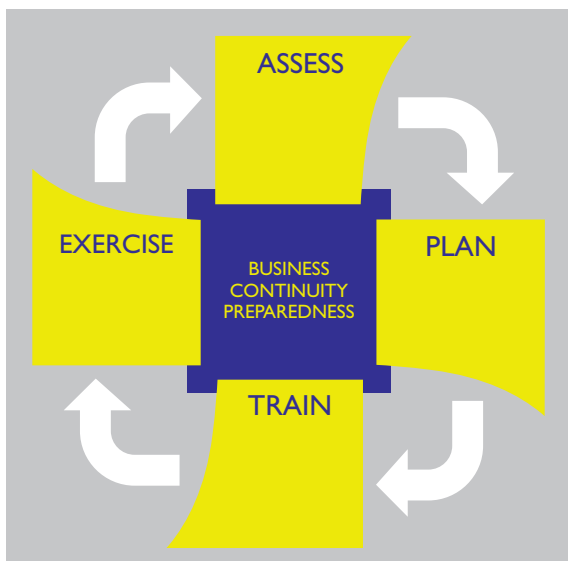 ASSESS
EXERCISE
PLAN
BUSINESS
CONTINUITY
PREPAREDNESS
TRAIN